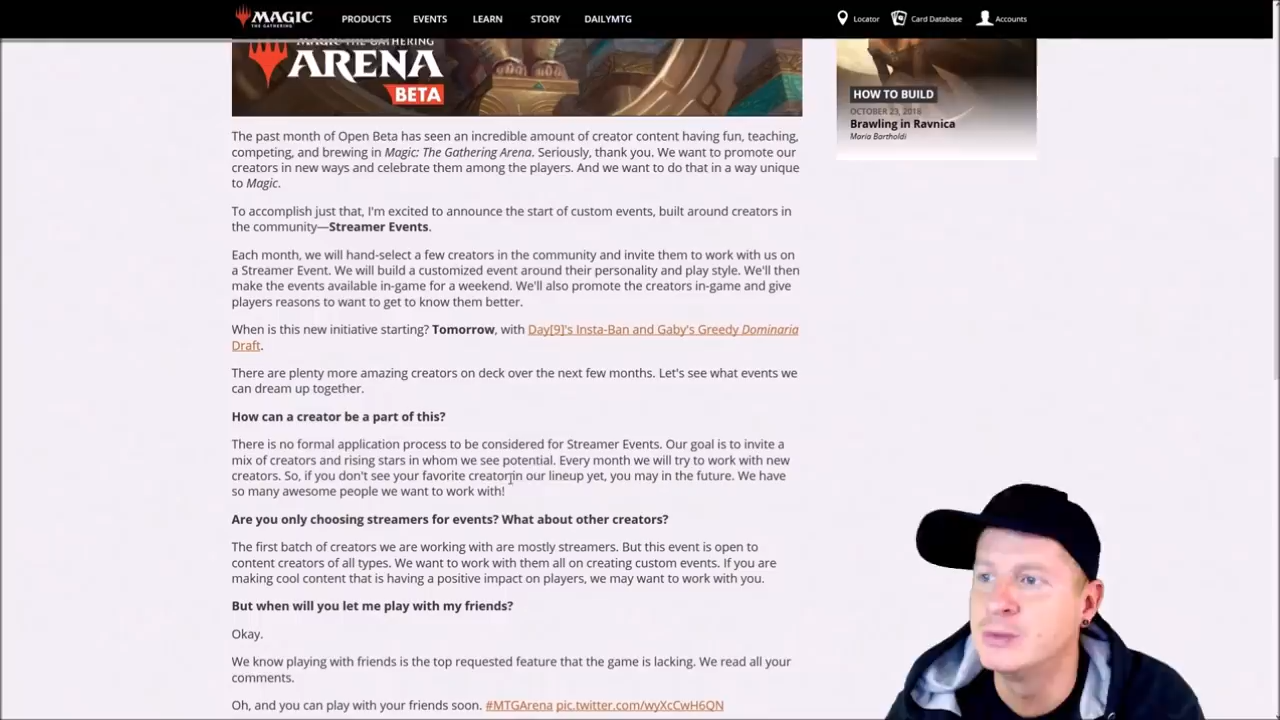 MAGIC
THE GATHERING
PRODUCTS
EVENTS
LEARN
STORY
DAILYMTG
Locator
Card Database
Accounts
MAGIC: THE GATHERING
ARENA
BETA
HOW TO BUILD
OCTOBER 23, 2018
Brawling in Ravnica
Maria Bartholdi
The past month of Open Beta has seen an incredible amount of creator content having fun, teaching,
competing, and brewing in Magic: The Gathering Arena. Seriously, thank you. We want to promote our
creators in new ways and celebrate them among the players. And we want to do that in a way unique
to Magic.
To accomplish just that, I'm excited to announce the start of custom events, built around creators in
the community—Streamer Events.
Each month, we will hand-select a few creators in the community and invite them to work with us on
a Streamer Event. We will build a customized event around their personality and play style. We'll then
make the events available in-game for a weekend. We'll also promote the creators in-game and give
players reasons to want to get to know them better.
When is this new initiative starting? Tomorrow, with Day[9]'s Insta-Ban and Gaby's Greedy Dominaria
Draft.
There are plenty more amazing creators on deck over the next few months. Let's see what events we
can dream up together.
How can a creator be a part of this?
There is no formal application process to be considered for Streamer Events. Our goal is to invite a
mix of creators and rising stars in whom we see potential. Every month we will try to work with new
creators. So, if you don't see your favorite creator in our lineup yet, you may in the future. We have
so many awesome people we want to work with!
Are you only choosing streamers for events? What about other creators?
The first batch of creators we are working with are mostly streamers. But this event is open to
content creators of all types. We want to work with them all on creating custom events. If you are
making cool content that is having a positive impact on players, we may want to work with you.
But when will you let me play with my friends?
Okay.
We know playing with friends is the top requested feature that the game is lacking. We read all your
comments.
Oh, and you can play with your friends soon. #MTGArena pic.twitter.com/wyXcCwH6QN